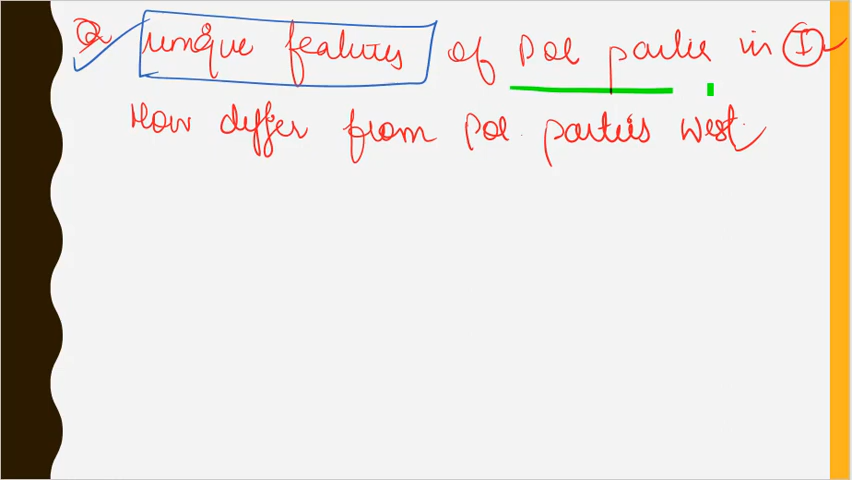 Q unique features of pol parties in I
How differ from pol. parties west.